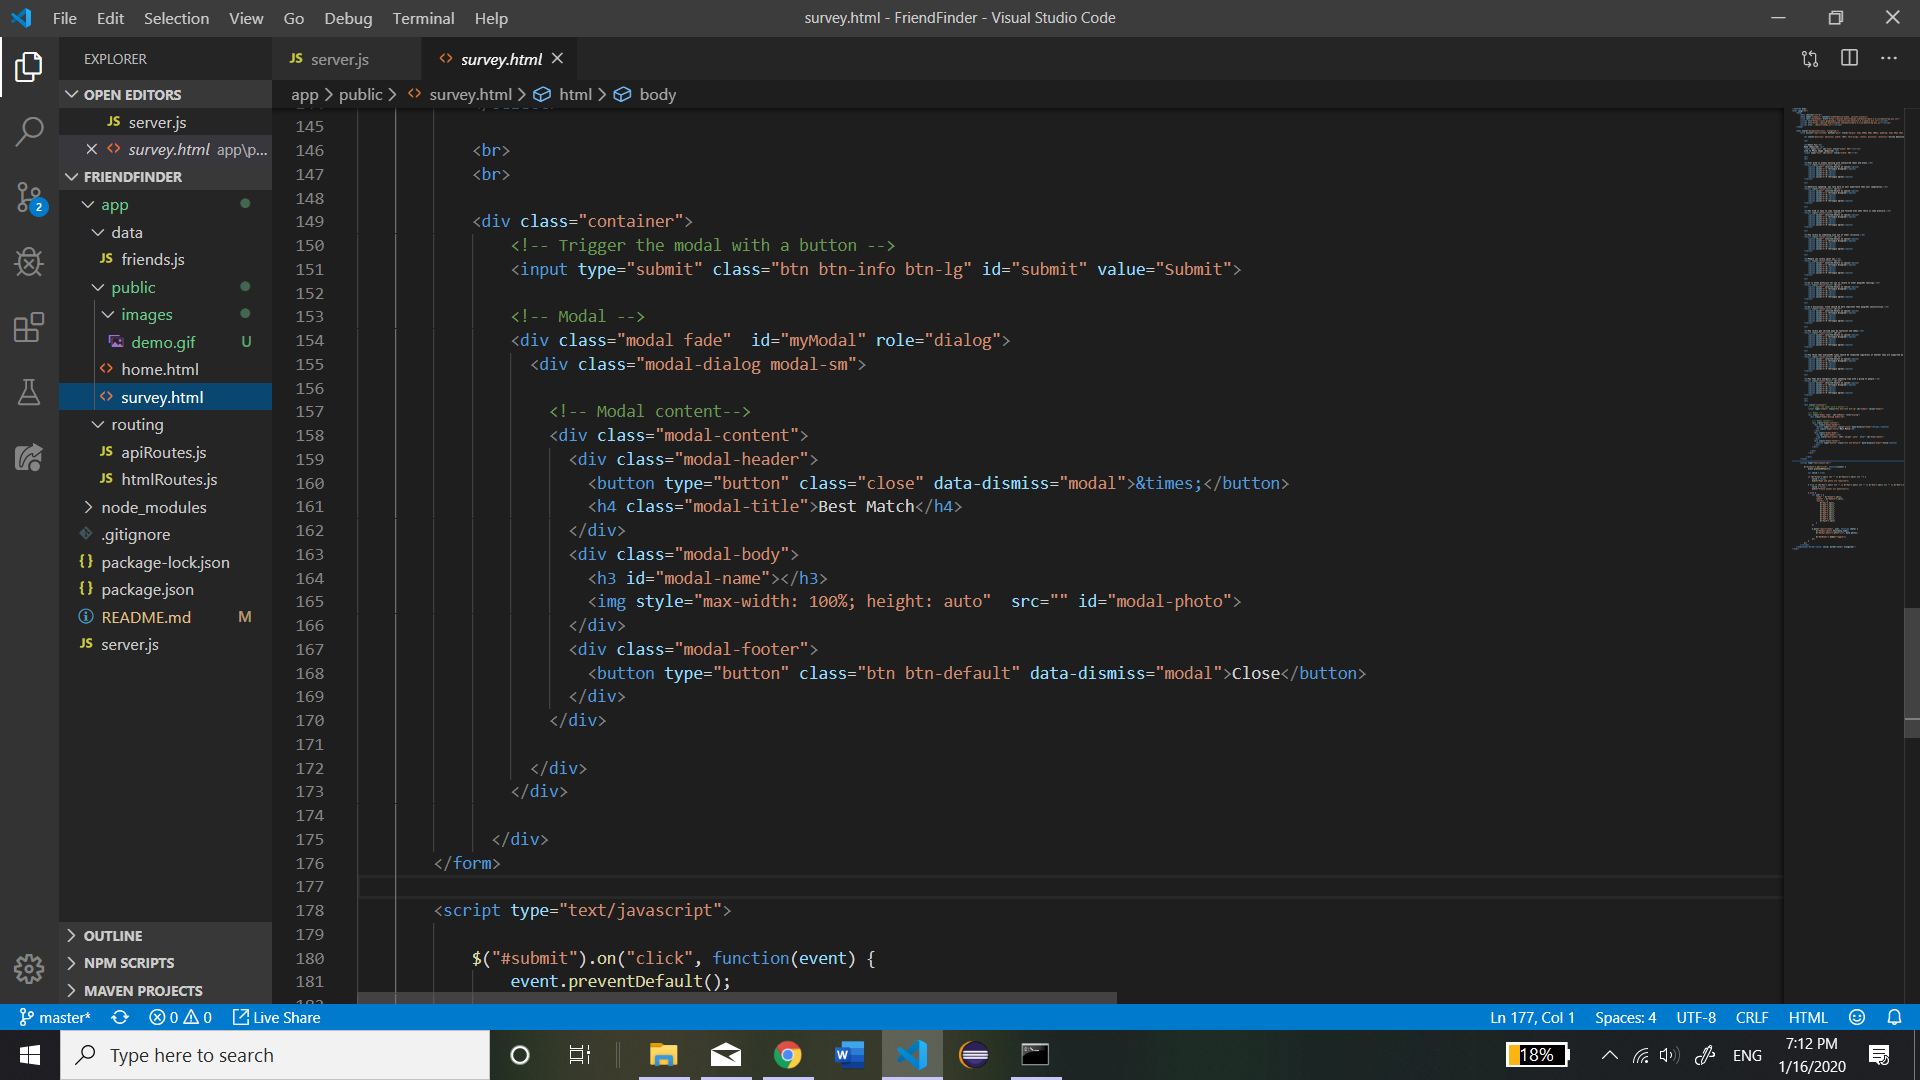 File Edit Selection View Go Debug Terminal Help
survey.html - FriendFinder - Visual Studio Code
EXPLORER
OPEN EDITORS
JS server.js
survey.html app\p...
FRIENDFINDER
app
data
JS friends.js
public
images
demo.gif U
home.html
survey.html
routing
JS apiRoutes.js
JS htmlRoutes.js
node_modules
.gitignore
{} package-lock.json
{} package.json
README.md M
JS server.js
OUTLINE
NPM SCRIPTS
MAVEN PROJECTS
JS server.js
survey.html
app > public > survey.html > html > body
145
146 <br>
147 <br>
148
149 <div class="container">
150 <!-- Trigger the modal with a button -->
151 <input type="submit" class="btn btn-info btn-lg" id="submit" value="Submit">
152
153 <!-- Modal -->
154 <div class="modal fade"  id="myModal" role="dialog">
155 <div class="modal-dialog modal-sm">
156
157 <!-- Modal content-->
158 <div class="modal-content">
159 <div class="modal-header">
160 <button type="button" class="close" data-dismiss="modal">&times;</button>
161 <h4 class="modal-title">Best Match</h4>
162 </div>
163 <div class="modal-body">
164 <h3 id="modal-name"></h3>
165 <img style="max-width: 100%; height: auto"  src="" id="modal-photo">
166 </div>
167 <div class="modal-footer">
168 <button type="button" class="btn btn-default" data-dismiss="modal">Close</button>
169 </div>
170 </div>
171
172 </div>
173 </div>
174
175 </div>
176 </form>
177
178 <script type="text/javascript">
179
180 $("#submit").on("click", function(event) {
181 event.preventDefault();
2
master* 0 0 Live Share
Ln 177, Col 1 Spaces: 4 UTF-8 CRLF HTML
Type here to search
18%
ENG
7:12 PM
1/16/2020